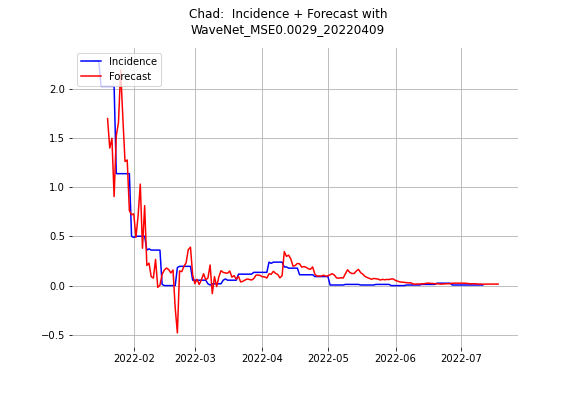 Chad:  Incidence + Forecast with
WaveNet_MSE0.0029_20220409
Incidence
Forecast
2.0
1.5
1.0
0.5
0.0
−0.5
2022-02 2022-03 2022-04 2022-05 2022-06 2022-07